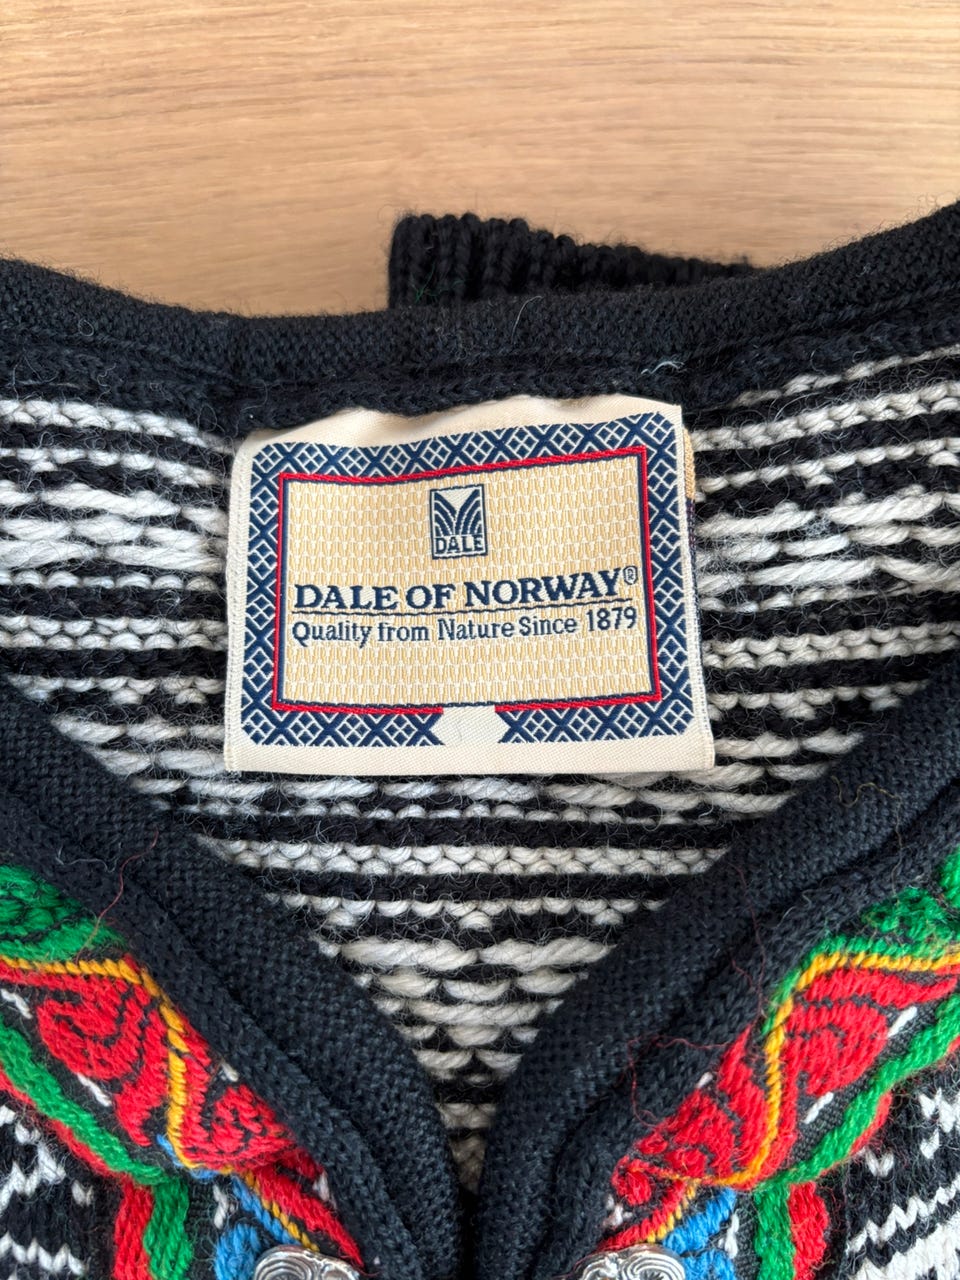 DALE
DALE OF NORWAY®
Quality from Nature Since 1879